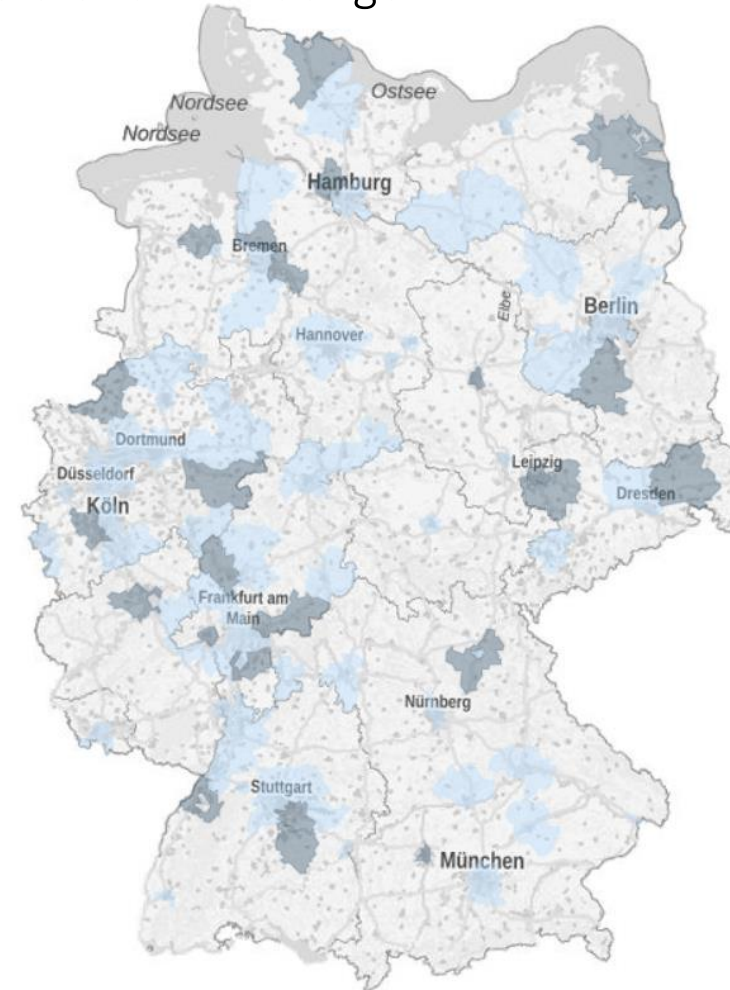 Nordsee
Ostsee
Nordsee
Hamburg
Bremen
Elbe
Berlin
Hannover
Dortmund
Düsseldorf
Leipzig
Köln
Dresden
Frankfurt am
Main
Nürnberg
Stuttgart
München